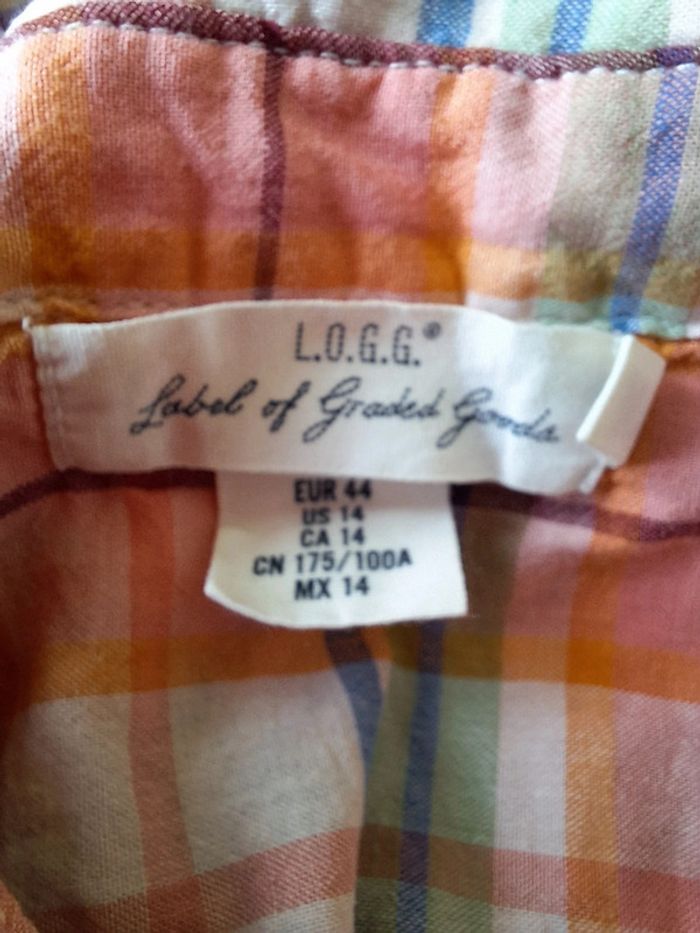 L.O.G.G.®
Label of Graded Goods
EUR 44
US 14
CA 14
CN 175/100A
MX 14